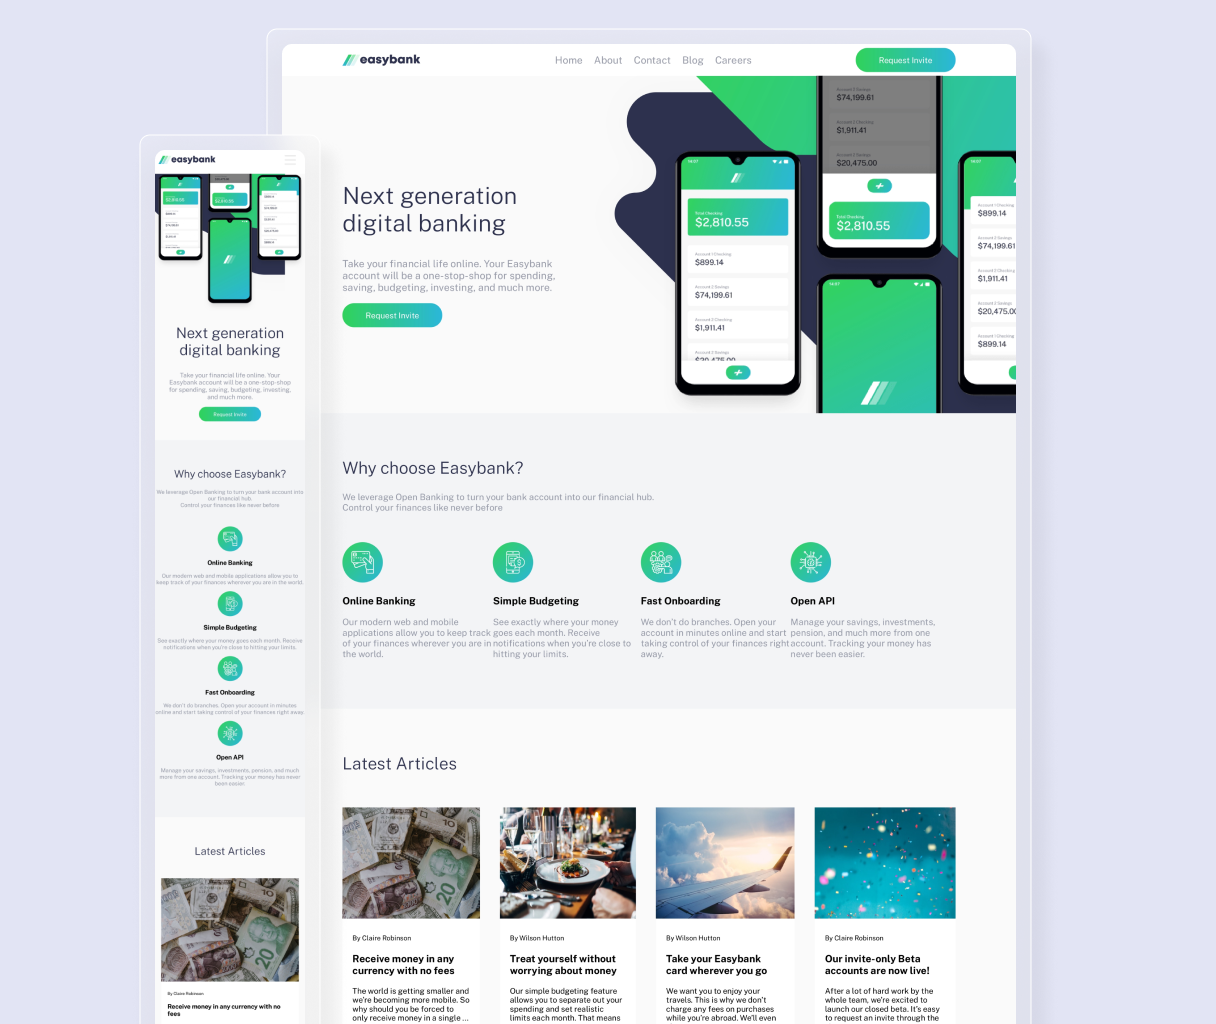 easybank
Home About Contact Blog Careers
Request Invite
Next generation
digital banking
Take your financial life online. Your Easybank
account will be a one-stop-shop for spending,
saving, budgeting, investing, and much more.
Request Invite
$74,199.61
$1,911.41
$20,475.00
Total Checking
$2,810.55
14:07
Total Checking
$2,810.55
Account 1 Checking
$899.14
Account 2 Savings
$74,199.61
Account 2 Checking
$1,911.41
Account 2 Savings
$20,475.00
14:07
14:07
Account 1 Checking
$899.14
Account 2 Savings
$74,199.61
Account 2 Checking
$1,911.41
Account 2 Savings
$20,475.00
$899.14
Why choose Easybank?
We leverage Open Banking to turn your bank account into our financial hub.
Control your finances like never before
Online Banking
Our modern web and mobile
applications allow you to keep track
of your finances wherever you are in
the world.
Simple Budgeting
See exactly where your money
goes each month. Receive
notifications when you're close to
hitting your limits.
Fast Onboarding
We don't do branches. Open your
account in minutes online and start
taking control of your finances right
away.
Open API
Manage your savings, investments,
pension, and much more from one
account. Tracking your money has
never been easier.
Latest Articles
By Claire Robinson
Receive money in any
currency with no fees
The world is getting smaller and
we're becoming more mobile. So
why should you be forced to
only receive money in a single ...
By Wilson Hutton
Treat yourself without
worrying about money
Our simple budgeting feature
allows you to separate out your
spending and set realistic
limits each month. That means
By Wilson Hutton
Take your Easybank
card wherever you go
We want you to enjoy your
travels. This is why we don't
charge any fees on purchases
while you're abroad. We'll even
By Claire Robinson
Our invite-only Beta
accounts are now live!
After a lot of hard work by the
whole team, we're excited to
launch our closed beta. It's easy
to request an invite through the
easybank
Next generation
digital banking
Take your financial life online. Your
Easybank account will be a one-stop-shop
for spending, saving, budgeting, investing,
and much more.
Request Invite
Why choose Easybank?
We leverage Open Banking to turn your bank account into
our financial hub.
Control your finances like never before
Online Banking
Our modern web and mobile applications allow you to
keep track of your finances wherever you are in the world.
Simple Budgeting
See exactly where your money goes each month. Receive
notifications when you're close to hitting your limits.
Fast Onboarding
We don't do branches. Open your account in minutes
online and start taking control of your finances right away.
Open API
Manage your savings, investments, pension, and much
more from one account. Tracking your money has never
been easier.
Latest Articles
By Claire Robinson
Receive money in any currency with no
fees